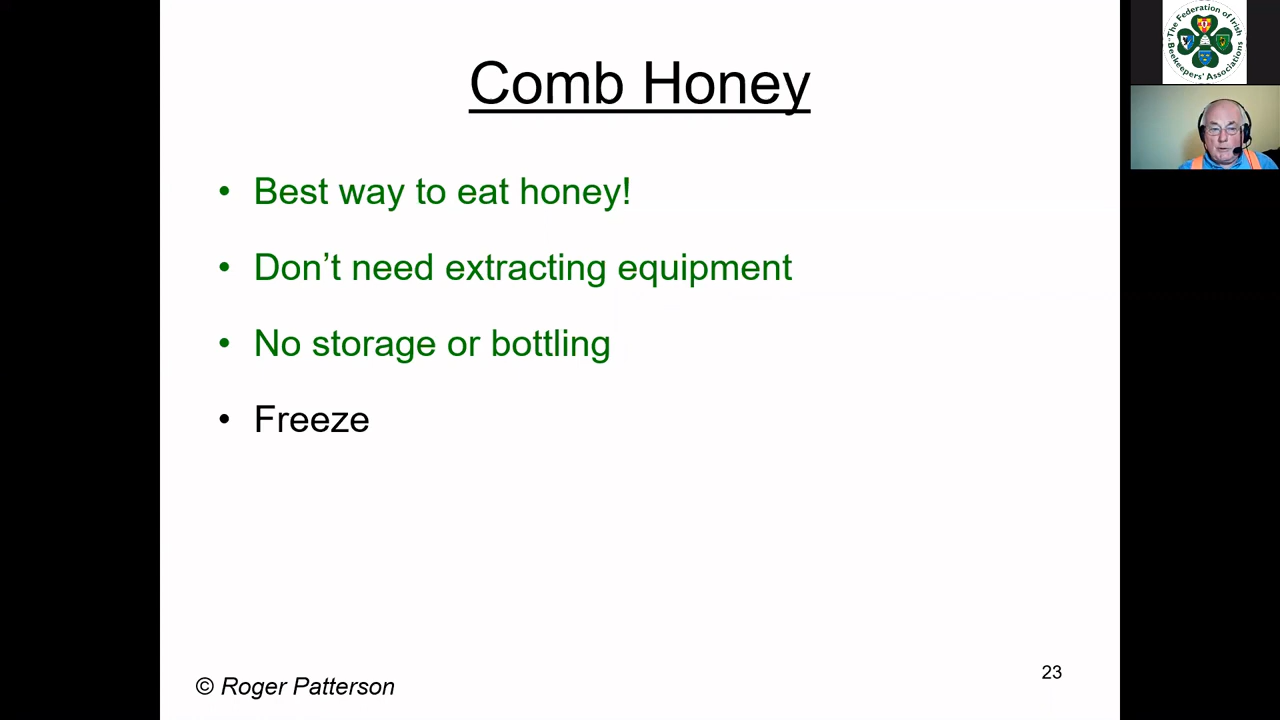 Comb Honey
• Best way to eat honey!
• Don’t need extracting equipment
• No storage or bottling
• Freeze
© Roger Patterson
23
"The Federation of Irish
Beekeepers' Associations"